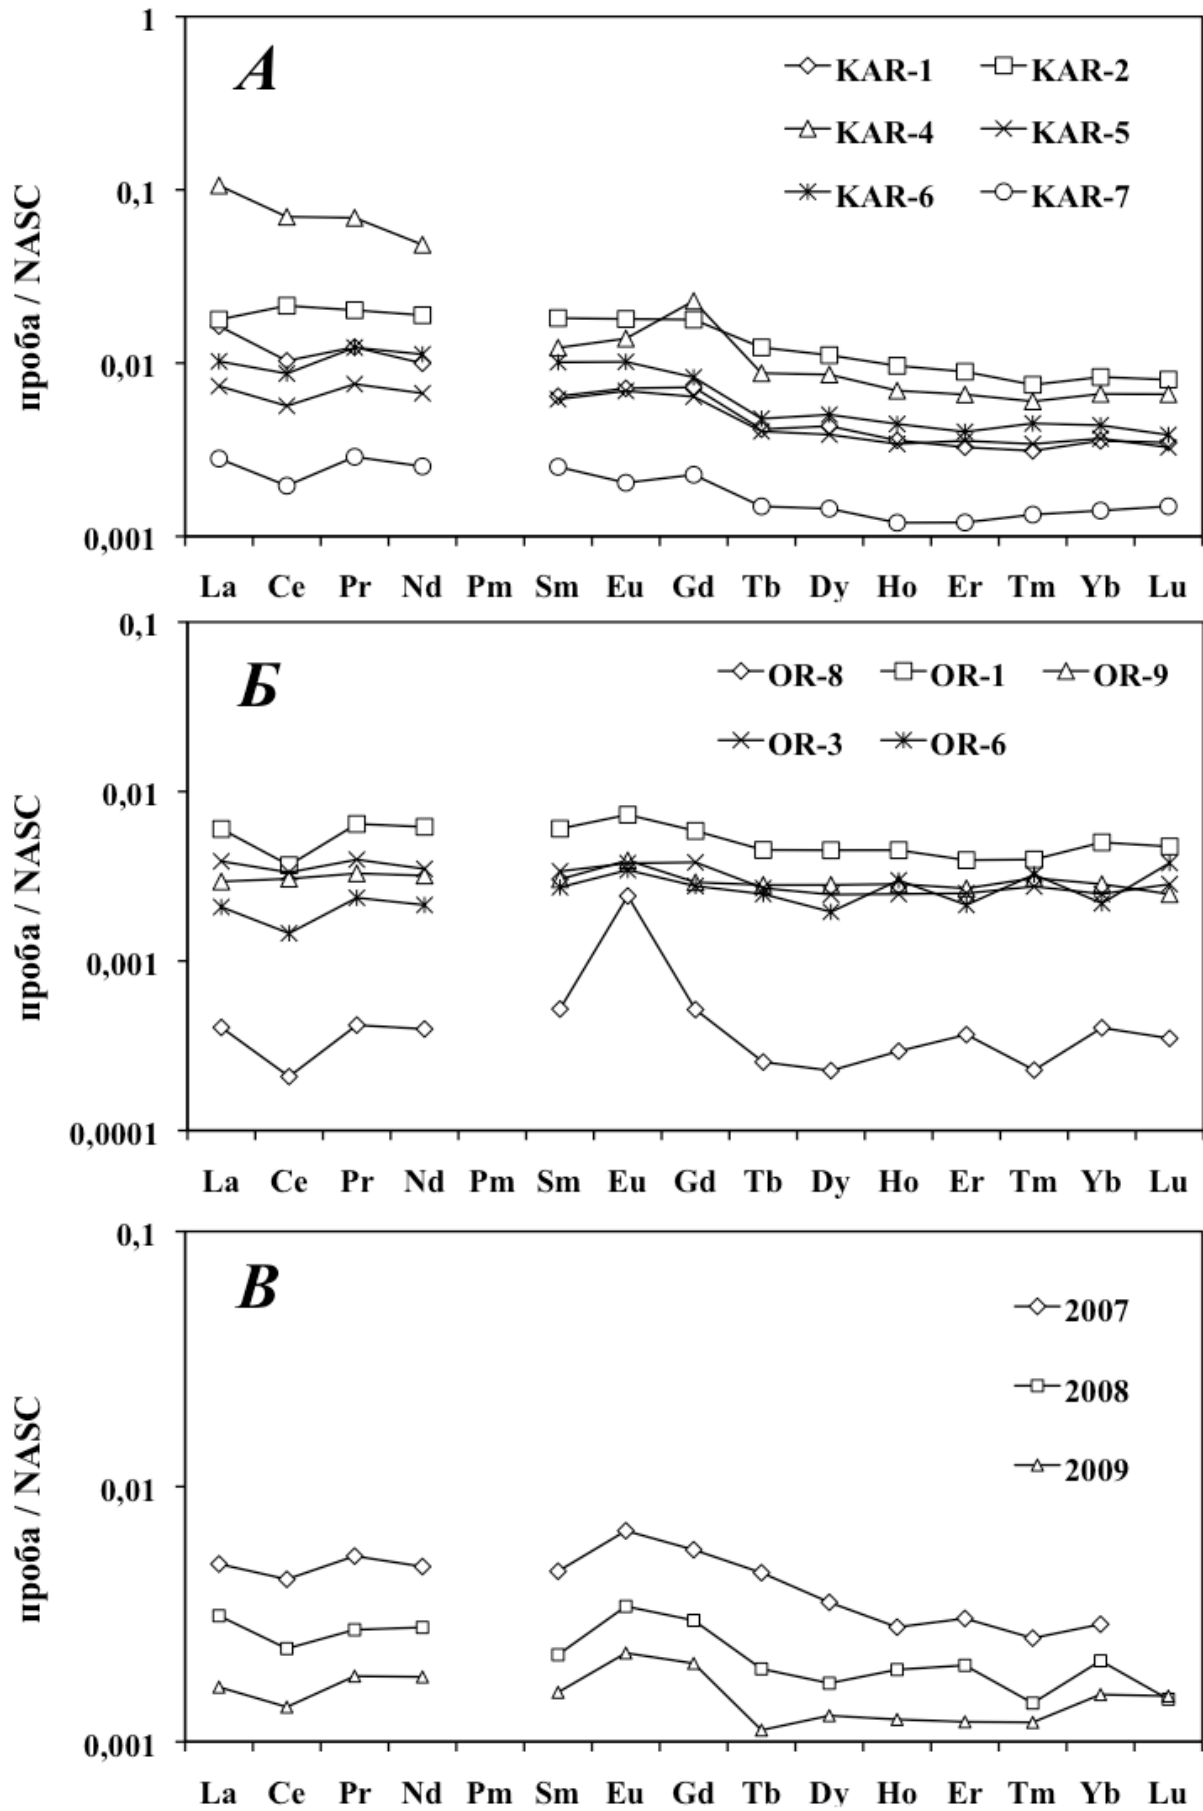 1
А
KAR-1 KAR-2
KAR-4 KAR-5
KAR-6 KAR-7
0,1
0,01
0,001
проба / NASC
La Ce Pr Nd Pm Sm Eu Gd Tb Dy Ho Er Tm Yb Lu
0,1
Б
OR-8 OR-1 OR-9
OR-3 OR-6
0,01
0,001
0,0001
проба / NASC
La Ce Pr Nd Pm Sm Eu Gd Tb Dy Ho Er Tm Yb Lu
0,1
В
2007
2008
2009
0,01
0,001
проба / NASC
La Ce Pr Nd Pm Sm Eu Gd Tb Dy Ho Er Tm Yb Lu